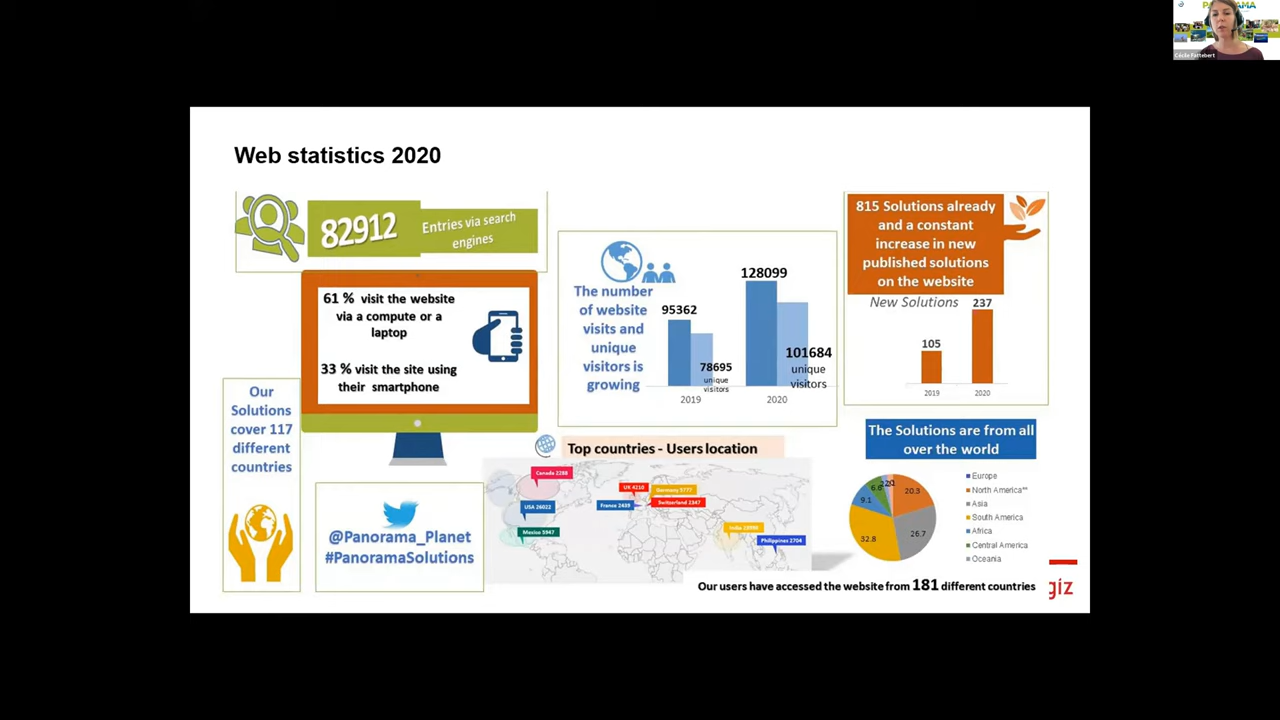 PANORAMA
Cécile Fattebert
Web statistics 2020
82912
Entries via search
engines
61 % visit the website
via a compute or a
laptop
33 % visit the site using
their smartphone
Our
Solutions
cover 117
different
countries
@Panorama_Planet
#PanoramaSolutions
The number
of website
visits and
unique
visitors is
growing
95362
78695
unique
visitors
2019
128099
101684
unique
visitors
2020
815 Solutions already
and a constant
increase in new
published solutions
on the website
New Solutions
105
237
2019
2020
Top countries - Users location
Canada 2288
USA 26022
Mexico 5947
UK 4210
Germany 5777
France 2439
Switzerland 2347
India
Philippines 2704
The Solutions are from all
over the world
20.3
26.7
32.8
9.1
Europe
North America**
Asia
South America
Africa
Central America
Oceania
Our users have accessed the website from 181 different countries
giz